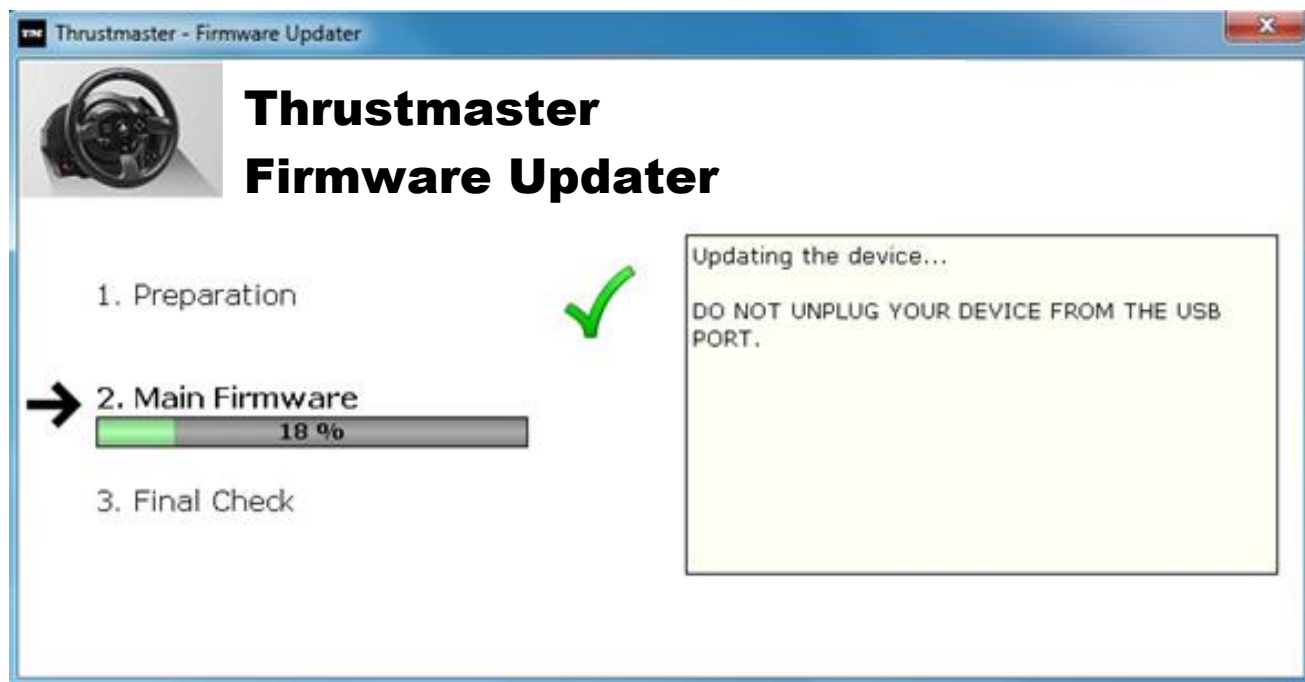 Thrustmaster - Firmware Updater
Thrustmaster
Firmware Updater
1. Preparation
2. Main Firmware
18 %
3. Final Check
Updating the device...
DO NOT UNPLUG YOUR DEVICE FROM THE USB
PORT.